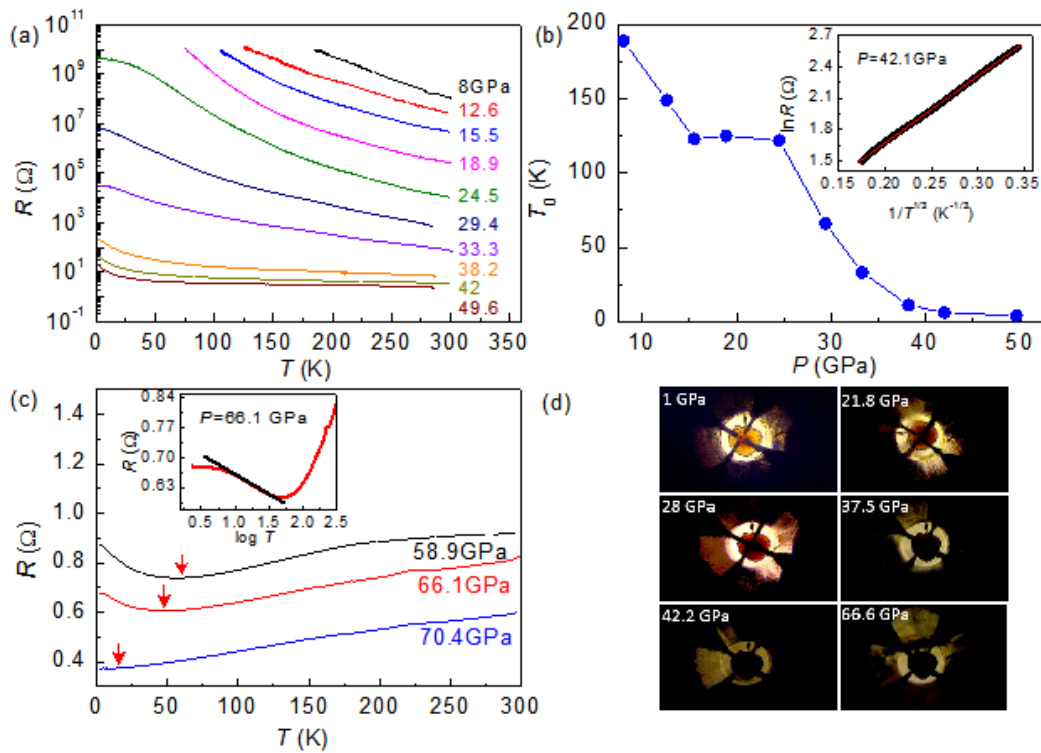 (a)
10^11
10^9
10^7
10^5
10^3
10^1
10^-1
R (Ω)
0 50 100 150 200 250 300 350
T (K)
8GPa
12.6
15.5
18.9
24.5
29.4
33.3
38.2
42
49.6
(b)
200
150
100
50
0
T_0 (K)
10 20 30 40 50
P (GPa)
P=42.1GPa
2.7
2.4
2.1
1.8
1.5
ln R (Ω)
0.15 0.20 0.25 0.30 0.35
1/T^1/3 (K^-1/3)
(c)
1.4
1.2
1.0
0.8
0.6
0.4
R (Ω)
0 50 100 150 200 250 300
T (K)
0.84
0.77
0.70
0.63
R (Ω)
P=66.1 GPa
0.5 1.0 1.5 2.0 2.5
log T
58.9GPa
66.1GPa
70.4GPa
(d)
1 GPa
21.8 GPa
28 GPa
37.5 GPa
42.2 GPa
66.6 GPa